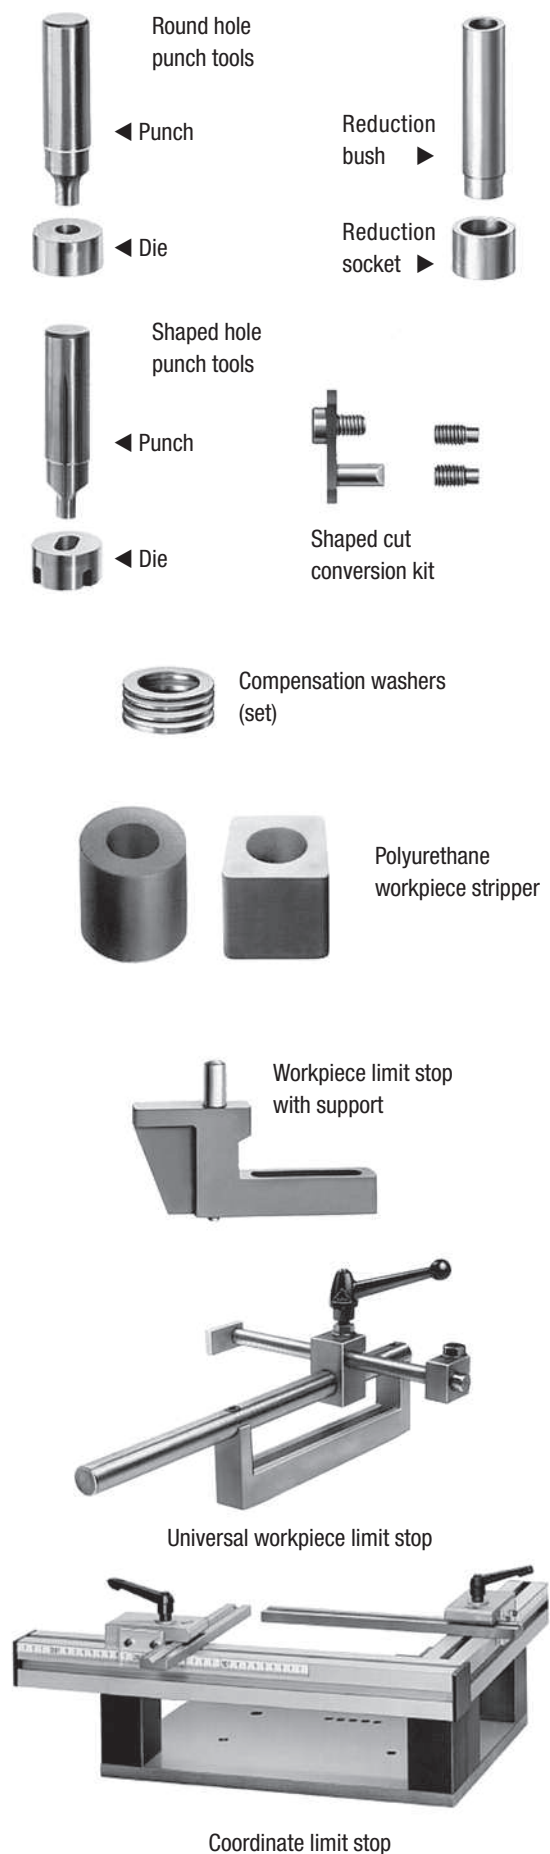 Round hole
punch tools
◀ Punch
◀ Die
Reduction
bush ▶
Reduction
socket ▶
Shaped hole
punch tools
◀ Punch
◀ Die
Shaped cut
conversion kit
Compensation washers
(set)
Polyurethane
workpiece stripper
Workpiece limit stop
with support
Universal workpiece limit stop
Coordinate limit stop